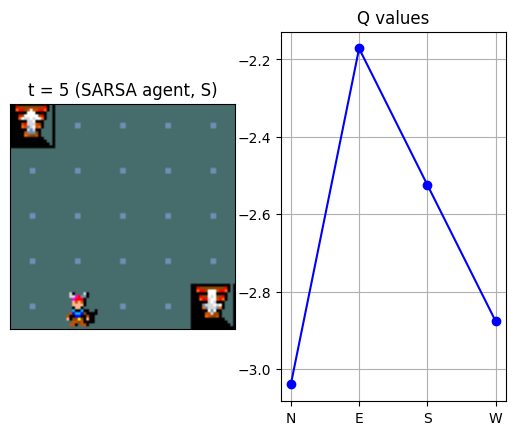 t = 5 (SARSA agent, S)
Q values
−2.2
−2.4
−2.6
−2.8
−3.0
N E S W